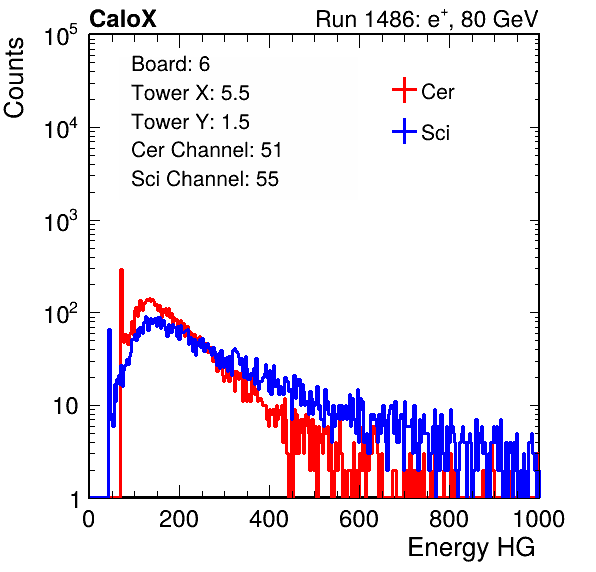 CaloX Run 1486: e⁺, 80 GeV
Counts
10⁵
10⁴
10³
10²
10
1
Board: 6
Tower X: 5.5
Tower Y: 1.5
Cer Channel: 51
Sci Channel: 55
Cer
Sci
0 200 400 600 800 1000
Energy HG